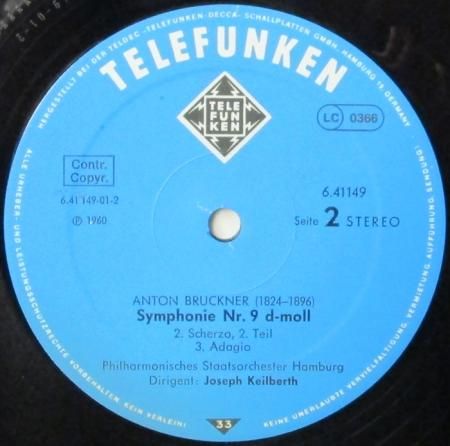 HERGESTELLT BEI DER TELDEC »TELEFUNKEN-DECCA« SCHALLPLATTEN GMBH, HAMBURG 19, GERMANY
TELEFUNKEN
TELE
FUN
KEN
LC 0366
Contr.
Copyr.
6.41149
6.41 149-01-2
Seite 2 STEREO
℗ 1960
ANTON BRUCKNER (1824–1896)
Symphonie Nr. 9 d-moll
2. Scherzo, 2. Teil
3. Adagio
Philharmonisches Staatsorchester Hamburg
Dirigent: Joseph Keilberth
33
ALLE URHEBER- UND LEISTUNGSSCHUTZRECHTE VORBEHALTEN. KEIN VERLEIH!
KEINE UNERLAUBTE VERVIELFÄLTIGUNG, VERMIETUNG, AUFFÜHRUNG, SENDUNG!